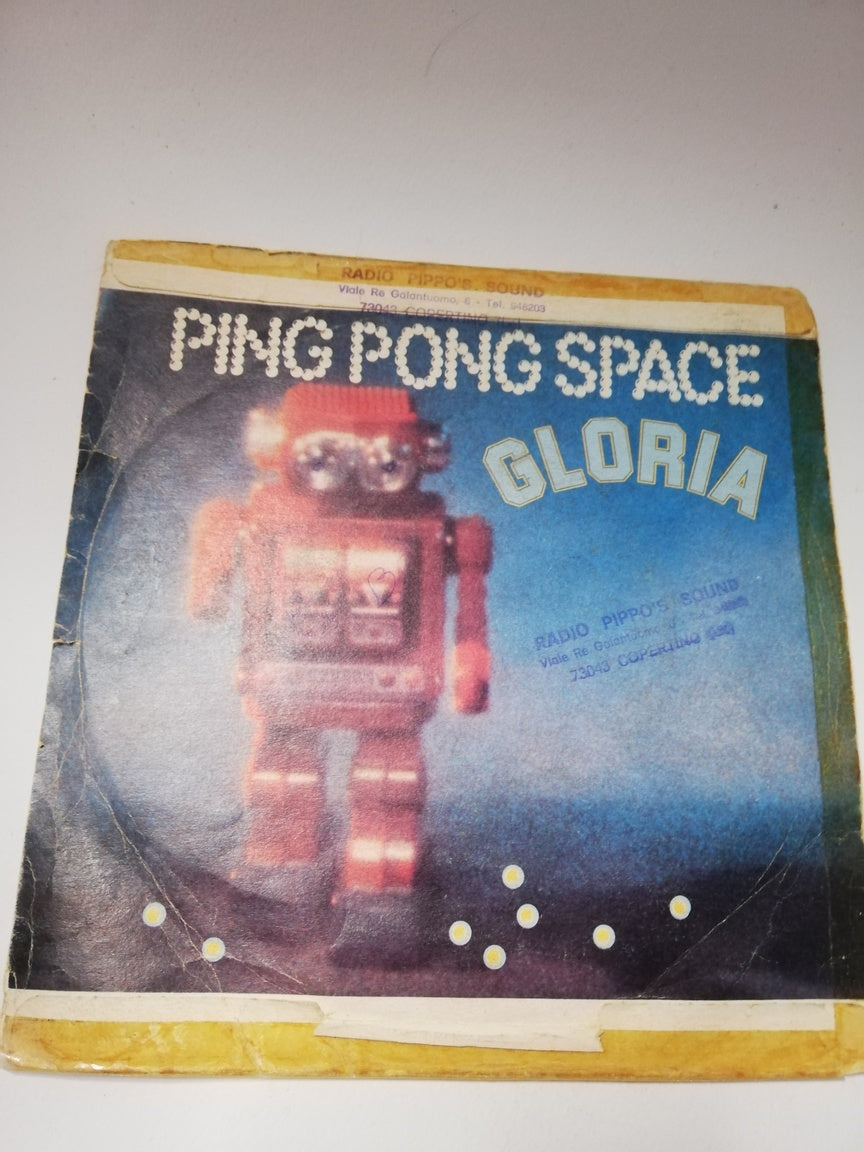 RADIO PIPPO'S SOUND
Viale Re Galantuomo, 6 - Tel. 946203
73043 COPERTINO
PING PONG SPACE
GLORIA
RADIO PIPPO'S SOUND
Viale Re Galantuomo
73043 COPERTINO